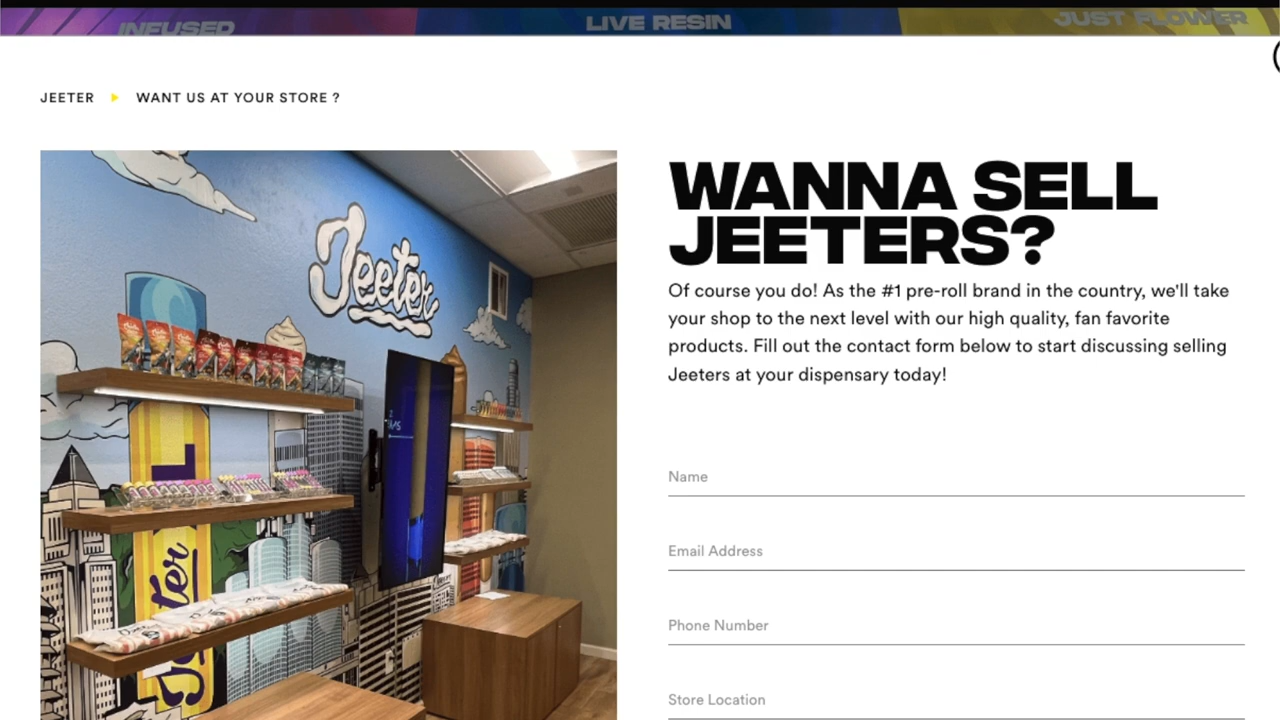 INFUSED
LIVE RESIN
JUST FLOWER
JEETER
WANT US AT YOUR STORE ?
Jeeter
WANNA SELL
JEETERS?
Of course you do! As the #1 pre-roll brand in the country, we'll take
your shop to the next level with our high quality, fan favorite
products. Fill out the contact form below to start discussing selling
Jeeters at your dispensary today!
Name
Email Address
Phone Number
Store Location